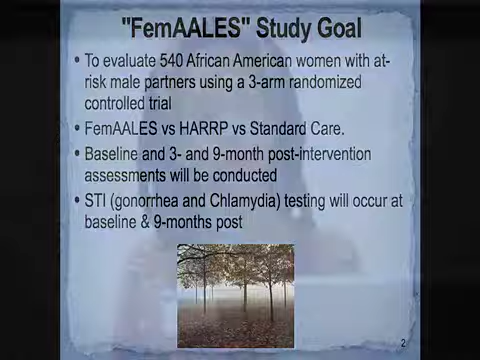 "FemAALES" Study Goal
• To evaluate 540 African American women with at-
risk male partners using a 3-arm randomized
controlled trial
• FemAALES vs HARRP vs Standard Care.
• Baseline and 3- and 9-month post-intervention
assessments will be conducted
• STI (gonorrhea and Chlamydia) testing will occur at
baseline & 9-months post
2